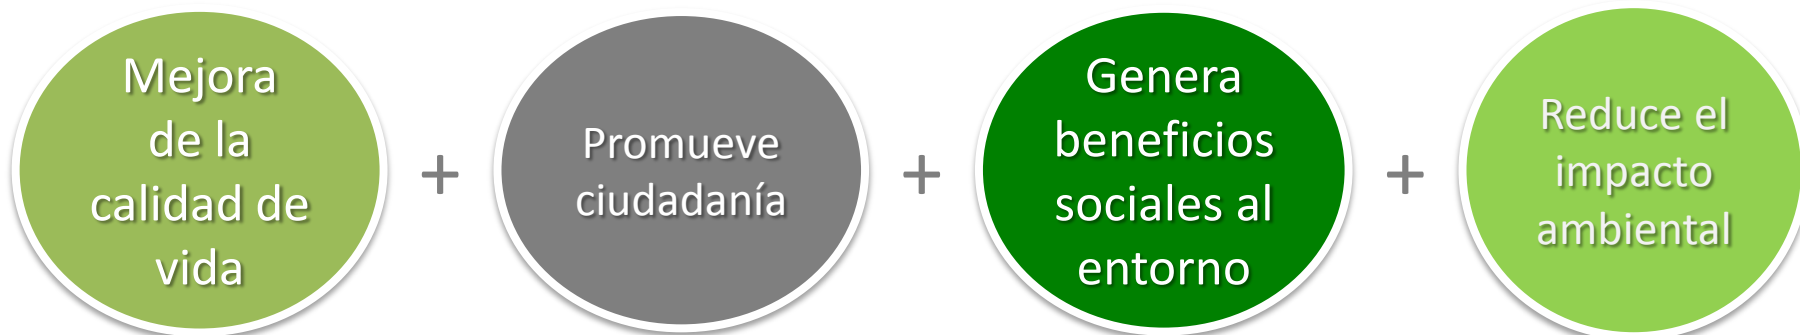 Mejora
de la
calidad de
vida
+
Promueve
ciudadanía
+
Genera
beneficios
sociales al
entorno
+
Reduce el
impacto
ambiental